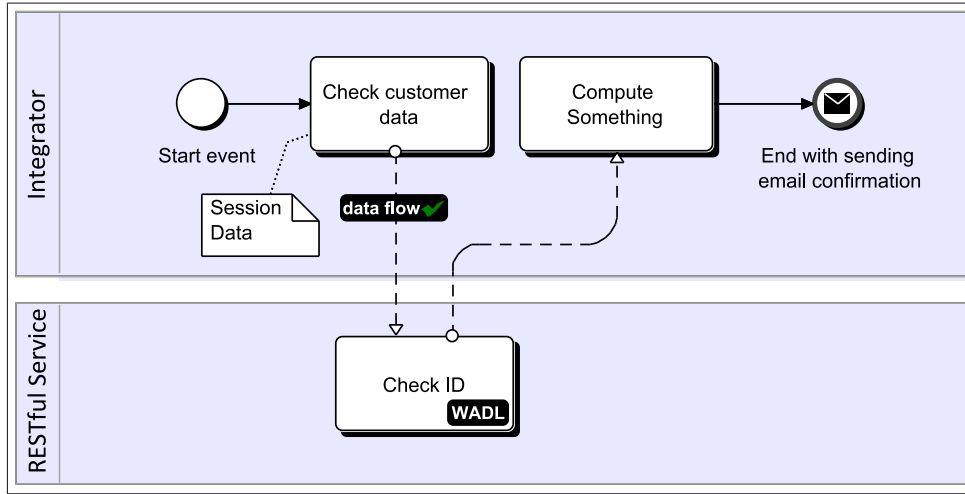 Integrator
Check customer
data
Compute
Something
Start event
End with sending
email confirmation
Session
Data
data flow
RESTful Service
Check ID
WADL